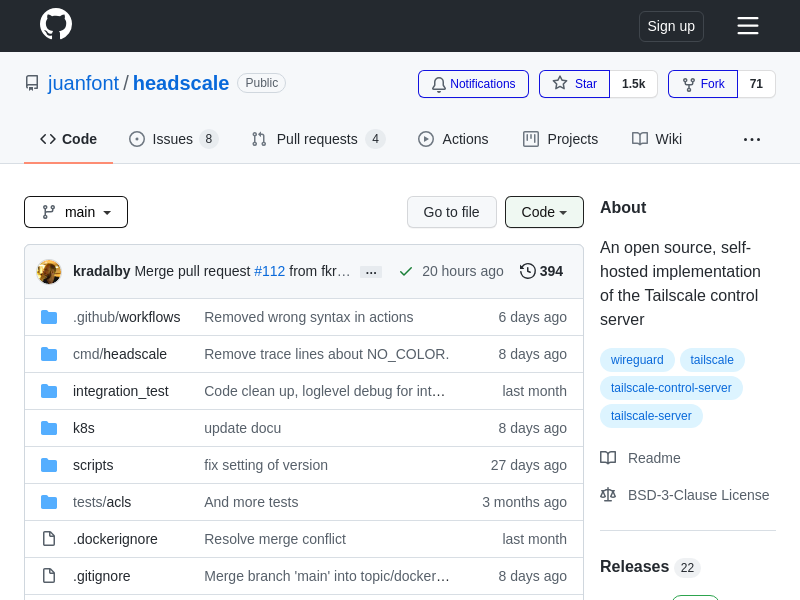 Sign up
juanfont / headscale Public
Notifications Star 1.5k Fork 71
Code Issues 8 Pull requests 4 Actions Projects Wiki ...
main Go to file Code
kradalby Merge pull request #112 from fkr… ... 20 hours ago 394
.github/workflows Removed wrong syntax in actions 6 days ago
cmd/headscale Remove trace lines about NO_COLOR. 8 days ago
integration_test Code clean up, loglevel debug for int… last month
k8s update docu 8 days ago
scripts fix setting of version 27 days ago
tests/acls And more tests 3 months ago
.dockerignore Resolve merge conflict last month
.gitignore Merge branch 'main' into topic/docker… 8 days ago
About
An open source, self-
hosted implementation
of the Tailscale control
server
wireguard tailscale
tailscale-control-server
tailscale-server
Readme
BSD-3-Clause License
Releases 22